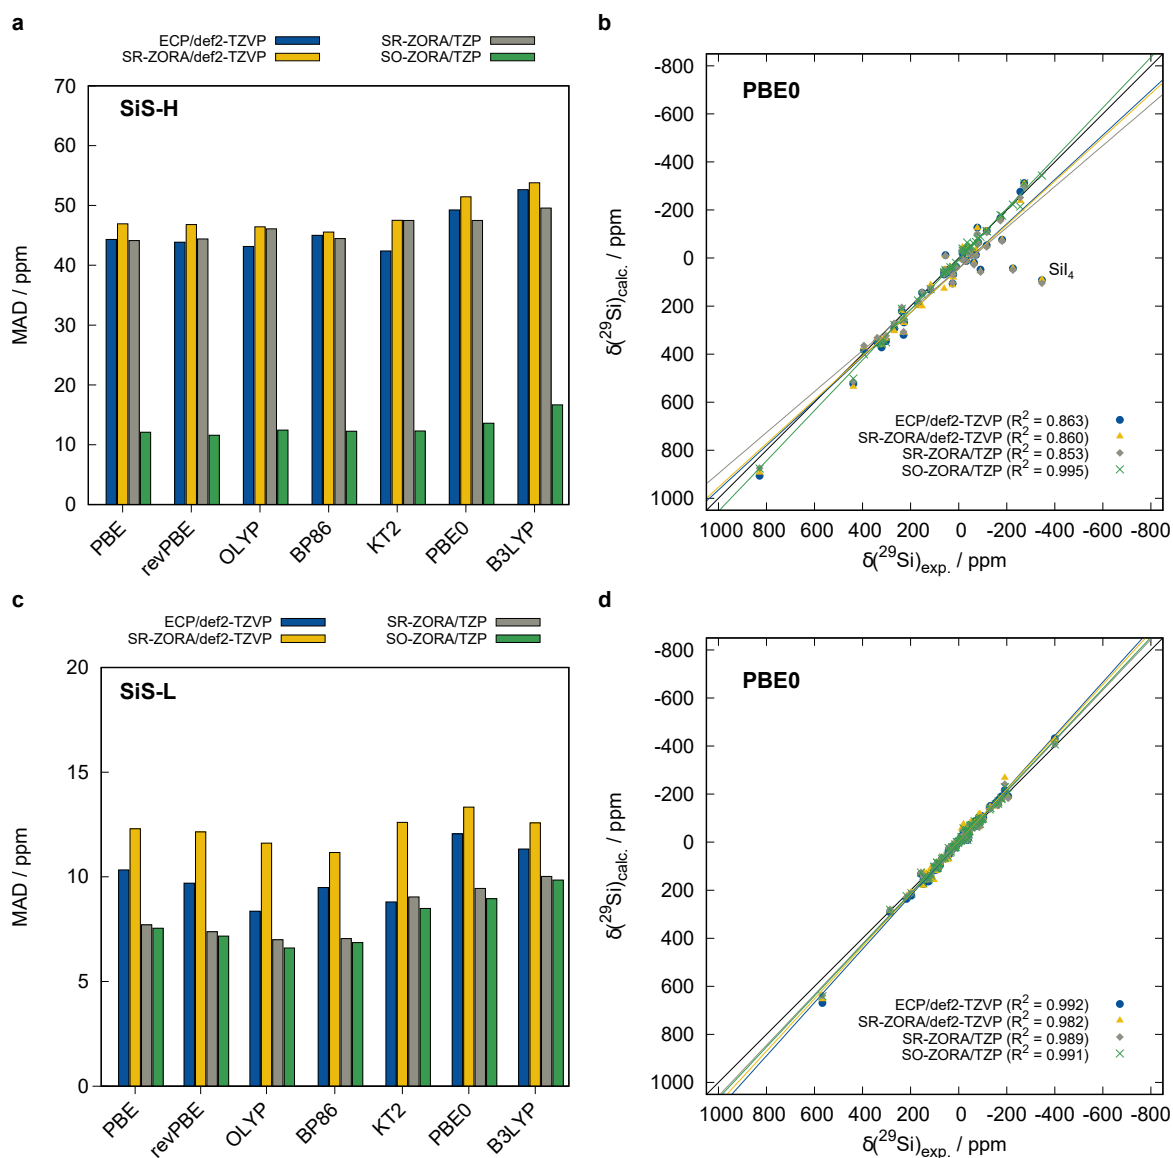 a
ECP/def2-TZVP
SR-ZORA/def2-TZVP
SR-ZORA/TZP
SO-ZORA/TZP
SiS-H
MAD / ppm
70
60
50
40
30
20
10
0
PBE
revPBE
OLYP
BP86
KT2
PBE0
B3LYP
b
PBE0
δ(²⁹Si)calc. / ppm
-800
-600
-400
-200
0
200
400
600
800
1000
SiI₄
ECP/def2-TZVP (R² = 0.863)
SR-ZORA/def2-TZVP (R² = 0.860)
SR-ZORA/TZP (R² = 0.853)
SO-ZORA/TZP (R² = 0.995)
1000 800 600 400 200 0 -200 -400 -600 -800
δ(²⁹Si)exp. / ppm
c
ECP/def2-TZVP
SR-ZORA/def2-TZVP
SR-ZORA/TZP
SO-ZORA/TZP
SiS-L
MAD / ppm
20
15
10
5
0
PBE
revPBE
OLYP
BP86
KT2
PBE0
B3LYP
d
PBE0
δ(²⁹Si)calc. / ppm
-800
-600
-400
-200
0
200
400
600
800
1000
ECP/def2-TZVP (R² = 0.992)
SR-ZORA/def2-TZVP (R² = 0.982)
SR-ZORA/TZP (R² = 0.989)
SO-ZORA/TZP (R² = 0.991)
1000 800 600 400 200 0 -200 -400 -600 -800
δ(²⁹Si)exp. / ppm